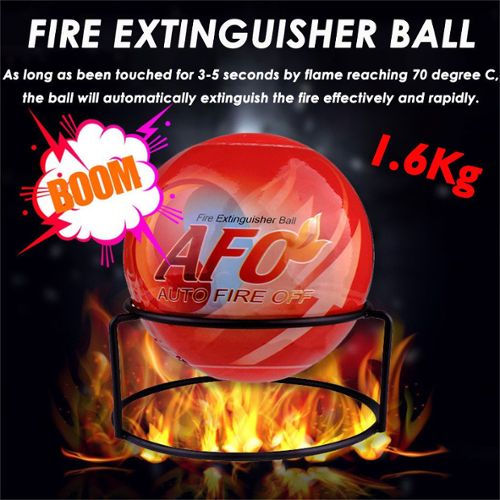 FIRE EXTINGUISHER BALL
As long as been touched for 3-5 seconds by flame reaching 70 degree C,
the ball will automatically extinguish the fire effectively and rapidly.
BOOM
1.6Kg
Fire Extinguisher Ball
AFO
AUTO FIRE OFF